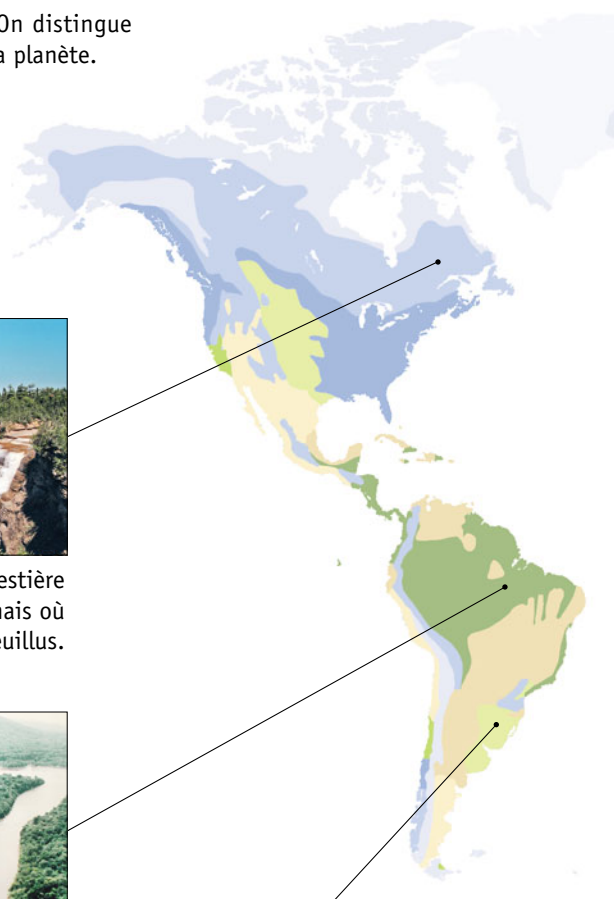 On distingue
a planète.
estière
nais où
euillus.